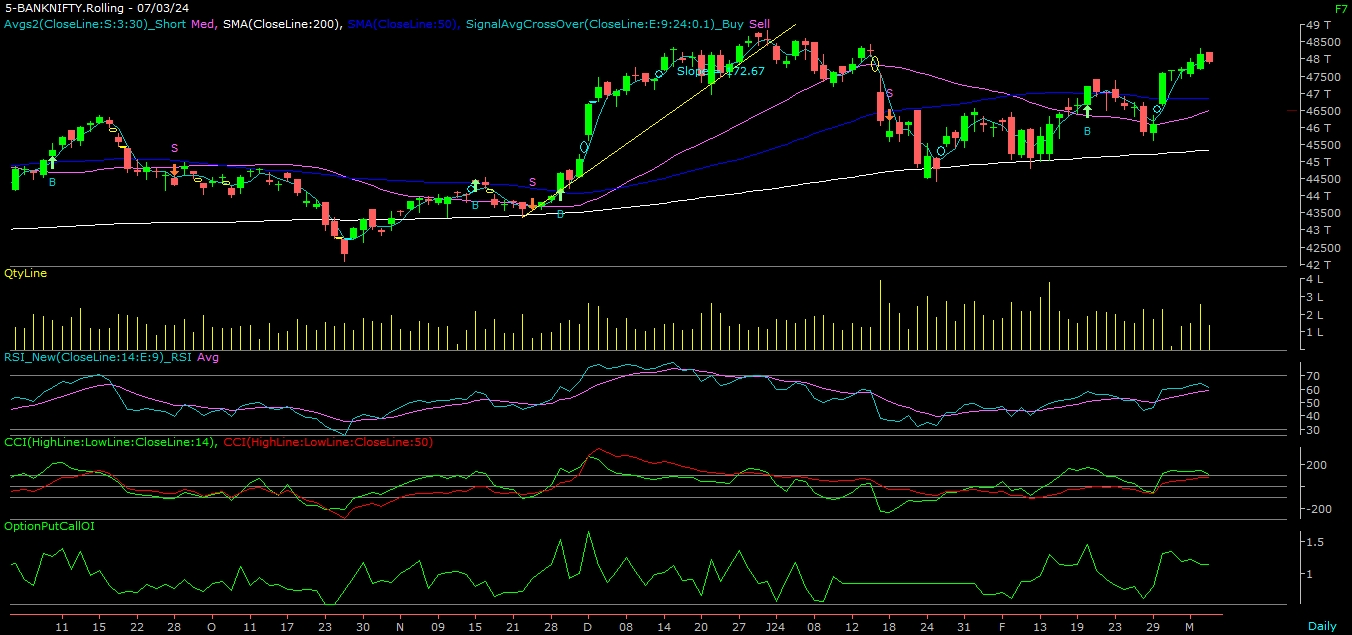 5-BANKNIFTY.Rolling - 07/03/24
F7
Avgs2(CloseLine:S:3:30)_Short Med, SMA(CloseLine:200), SMA(CloseLine:50), SignalAvgCrossOver(CloseLine:E:9:24:0.1)_Buy Sell
49 T
48500
48 T
47500
47 T
46500
46 T
45500
45 T
44500
44 T
43500
43 T
42500
42 T
B
S
B
S
B
S
B
QtyLine
4 L
3 L
2 L
1 L
RSI_New(CloseLine:14:E:9)_RSI Avg
70
60
50
40
30
CCI(HighLine:LowLine:CloseLine:14), CCI(HighLine:LowLine:CloseLine:50)
200
-200
OptionPutCallOI
1.5
1
11 15 22 28 O 11 17 23 30 N 09 15 21 28 D 08 14 20 27 J24 08 12 18 24 31 F 13 19 29 M
Daily